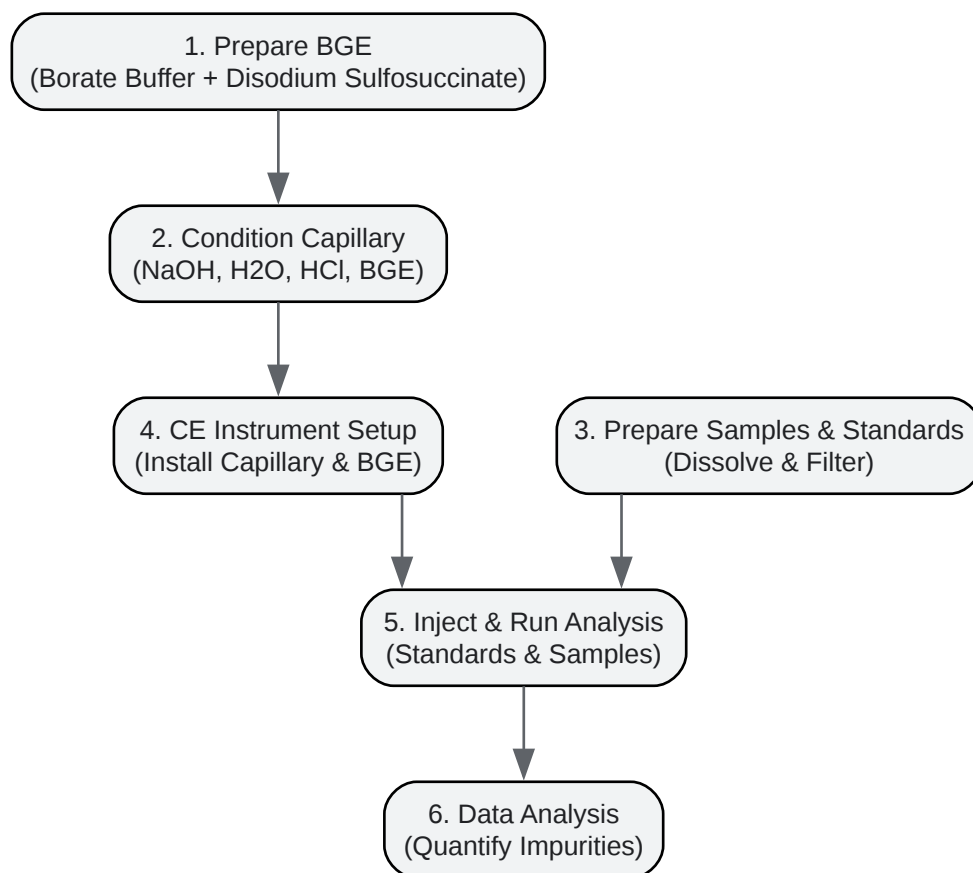 1. Prepare BGE
(Borate Buffer + Disodium Sulfosuccinate)
2. Condition Capillary
(NaOH, H2O, HCl, BGE)
4. CE Instrument Setup
(Install Capillary & BGE)
3. Prepare Samples & Standards
(Dissolve & Filter)
5. Inject & Run Analysis
(Standards & Samples)
6. Data Analysis
(Quantify Impurities)